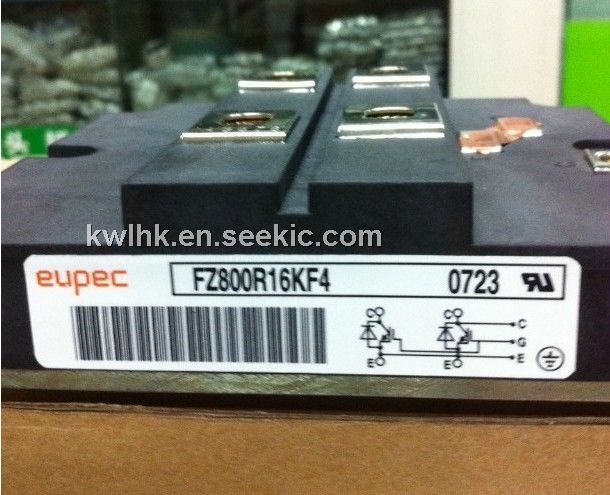 kwlhk.en.seekic.com
eupec
FZ800R16KF4 0723
C C C
G
E E E